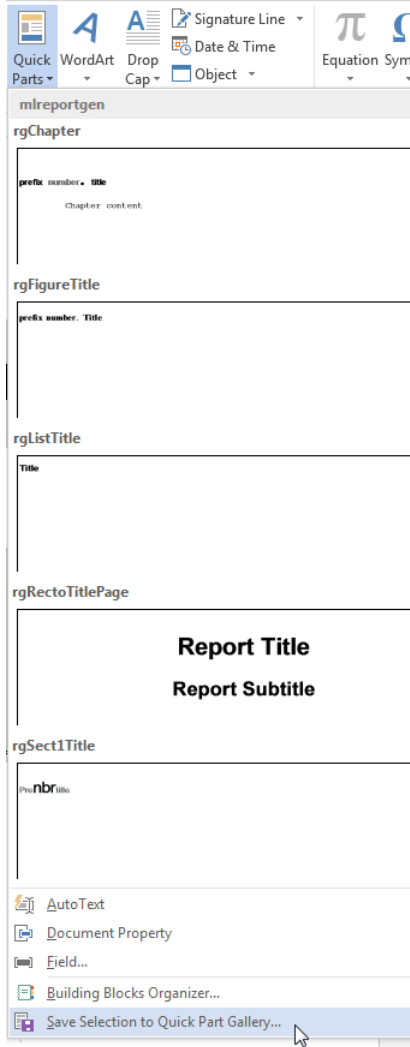 Signature Line
Date & Time
Object
Quick Parts
WordArt
Drop Cap
Equation
Sym
mlreportgen
rgChapter
prefix number. title
Chapter content
rgFigureTitle
prefix number. Title
rgListTitle
Title
rgRectoTitlePage
Report Title
Report Subtitle
rgSect1Title
Pre nbr title
AutoText
Document Property
Field...
Building Blocks Organizer...
Save Selection to Quick Part Gallery...